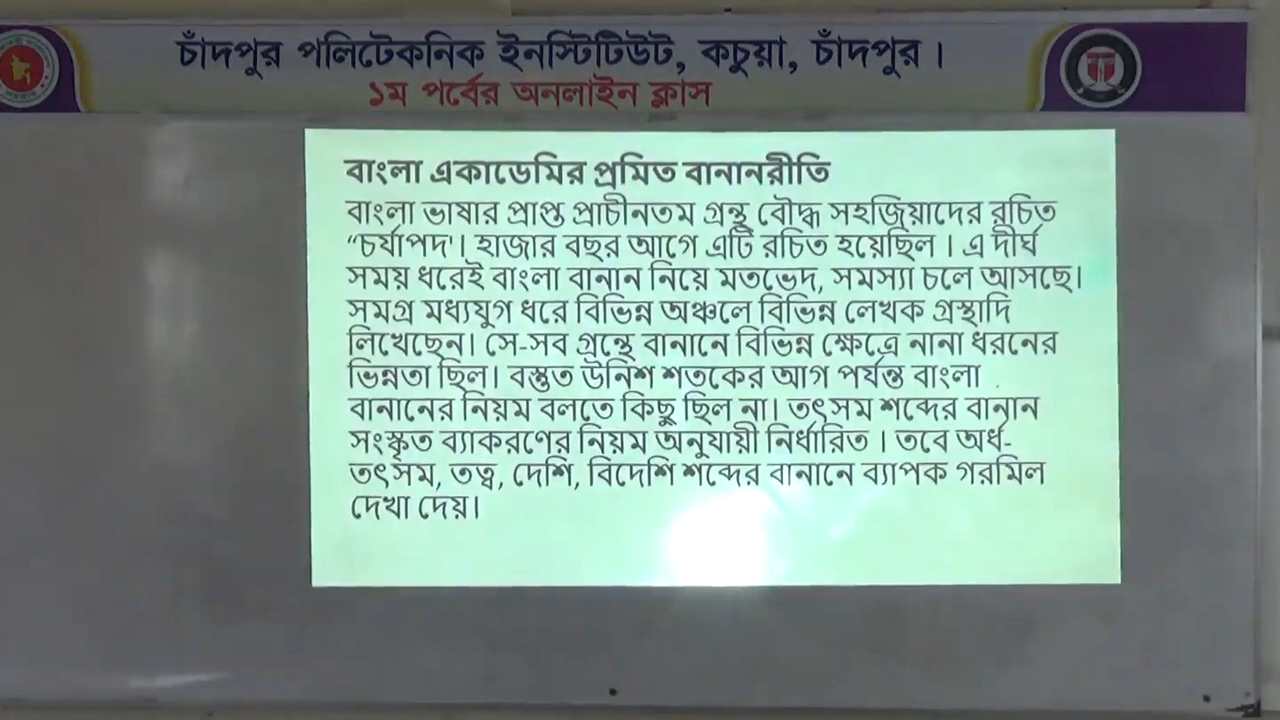 চাঁদপুর পলিটেকনিক ইনস্টিটিউট, কচুয়া, চাঁদপুর ।
১ম পর্বের অনলাইন ক্লাস
বাংলা একাডেমির প্রমিত বানানরীতি
বাংলা ভাষার প্রাপ্ত প্রাচীনতম গ্রন্থ বৌদ্ধ সহজিয়াদের রচিত
“চর্যাপদ'। হাজার বছর আগে এটি রচিত হয়েছিল । এ দীর্ঘ
সময় ধরেই বাংলা বানান নিয়ে মতভেদ, সমস্যা চলে আসছে।
সমগ্র মধ্যযুগ ধরে বিভিন্ন অঞ্চলে বিভিন্ন লেখক গ্রন্থাদি
লিখেছেন। সে-সব গ্রন্থে বানানে বিভিন্ন ক্ষেত্রে নানা ধরনের
ভিন্নতা ছিল। বস্তুত উনিশ শতকের আগ পর্যন্ত বাংলা
বানানের নিয়ম বলতে কিছু ছিল না। তৎসম শব্দের বানান
সংস্কৃত ব্যাকরণের নিয়ম অনুযায়ী নির্ধারিত । তবে অর্ধ-
তৎসম, তত্ব, দেশি, বিদেশি শব্দের বানানে ব্যাপক গরমিল
দেখা দেয়।